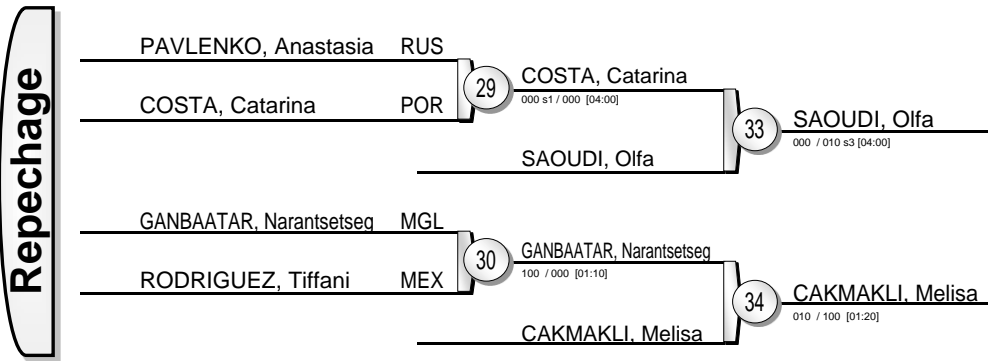 Repechage
PAVLENKO, Anastasia RUS
COSTA, Catarina POR
29
COSTA, Catarina
000 s1 / 000 [04:00]
SAOUDI, Olfa
33
SAOUDI, Olfa
000 / 010 s3 [04:00]
GANBAATAR, Narantsetseg MGL
RODRIGUEZ, Tiffani MEX
30
GANBAATAR, Narantsetseg
100 / 000 [01:10]
CAKMAKLI, Melisa
34
CAKMAKLI, Melisa
010 / 100 [01:20]